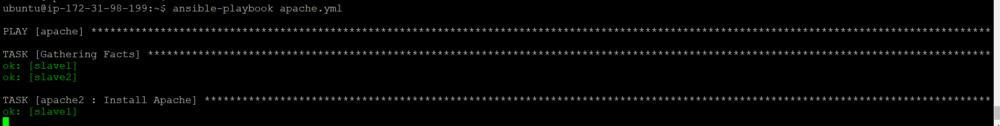 ubuntu@ip-172-31-98-199:~$ ansible-playbook apache.yml
PLAY [apache] ***********************************************************************************************************************************************
TASK [Gathering Facts] **************************************************************************************************************************************
ok: [slave1]
ok: [slave2]
TASK [apache2 : Install Apache] *****************************************************************************************************************************
ok: [slave1]